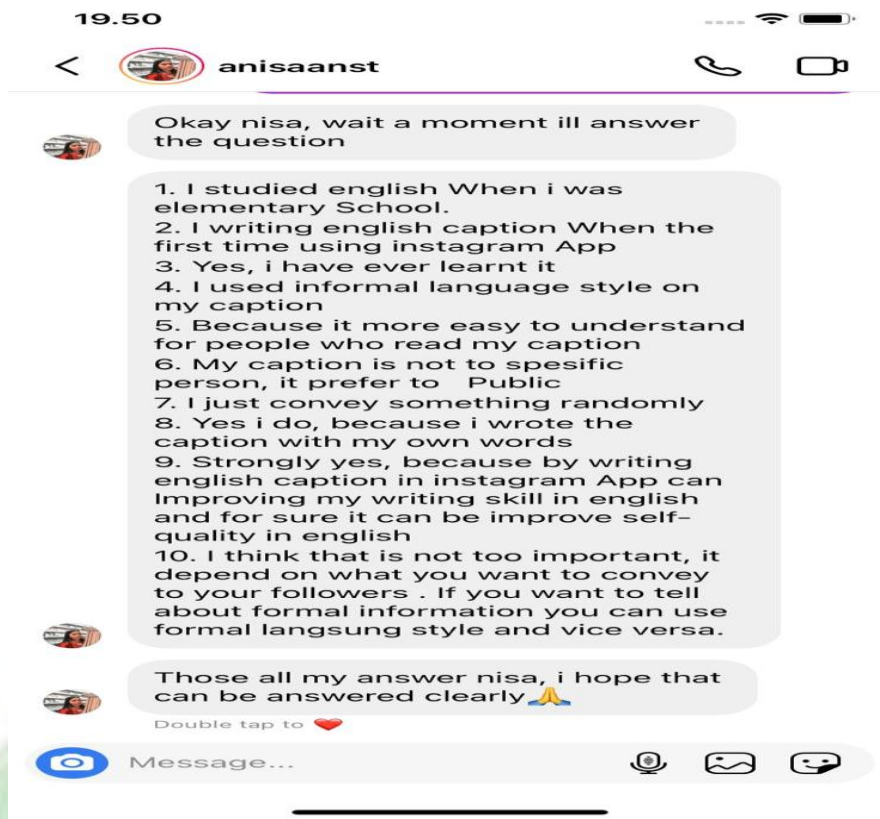 19.50
anisaanst
Okay nisa, wait a moment ill answer
the question
1. I studied english When i was
elementary School.
2. I writing english caption When the
first time using instagram App
3. Yes, i have ever learnt it
4. I used informal language style on
my caption
5. Because it more easy to understand
for people who read my caption
6. My caption is not to spesific
person, it prefer to Public
7. I just convey something randomly
8. Yes i do, because i wrote the
caption with my own words
9. Strongly yes, because by writing
english caption in instagram App can
Improving my writing skill in english
and for sure it can be improve self-
quality in english
10. I think that is not too important, it
depend on what you want to convey
to your followers . If you want to tell
about formal information you can use
formal langsung style and vice versa.
Those all my answer nisa, i hope that
can be answered clearly🙏
Double tap to ❤️
Message...